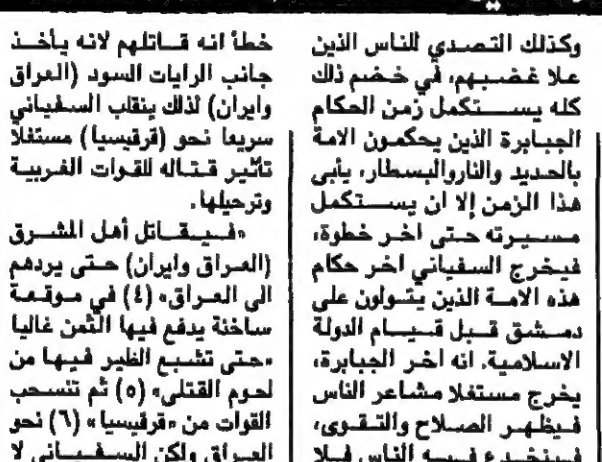 وكذلك التصدي للناس الذين
علا غضبهم، في خضم ذلك
كله يستكمل زمن الحكام
الجبابرة الذين يحكمون الامة
بالحديد والناروالبسطار، يأبى
هذا الزمن إلا ان يستكمل
مسيرته حتى اخر خطوة،
فيخرج السفياني اخر حكام
هذه الامة الذين يتولون على
دمشق قبل قيام الدولة
الاسلامية. انه اخر الجبابرة،
يخرج مستغلا مشاعر الناس
فيظهر الصلاح والتقوى،
فينخدع فيه الناس فلا
خطأ انه قاتلهم لانه يأخذ
جانب الرايات السود (العراق
وايران) لذلك ينقلب السفياني
سريعا نحو (قرقيسيا) مستغلا
تأثير قتاله للقوات الغربية
وترحيلها.
«فيقاتل أهل المشرق
(العراق وايران) حتى يردهم
الى العراق» (٤) في موقعة
ساخنة يدفع فيها الثمن غاليا
«حتى تشبع الطير فيها من
لحوم القتلى» (٥) ثم تنسحب
القوات من «قرقيسيا» (٦) نحو
العراق ولكن السفياني لا